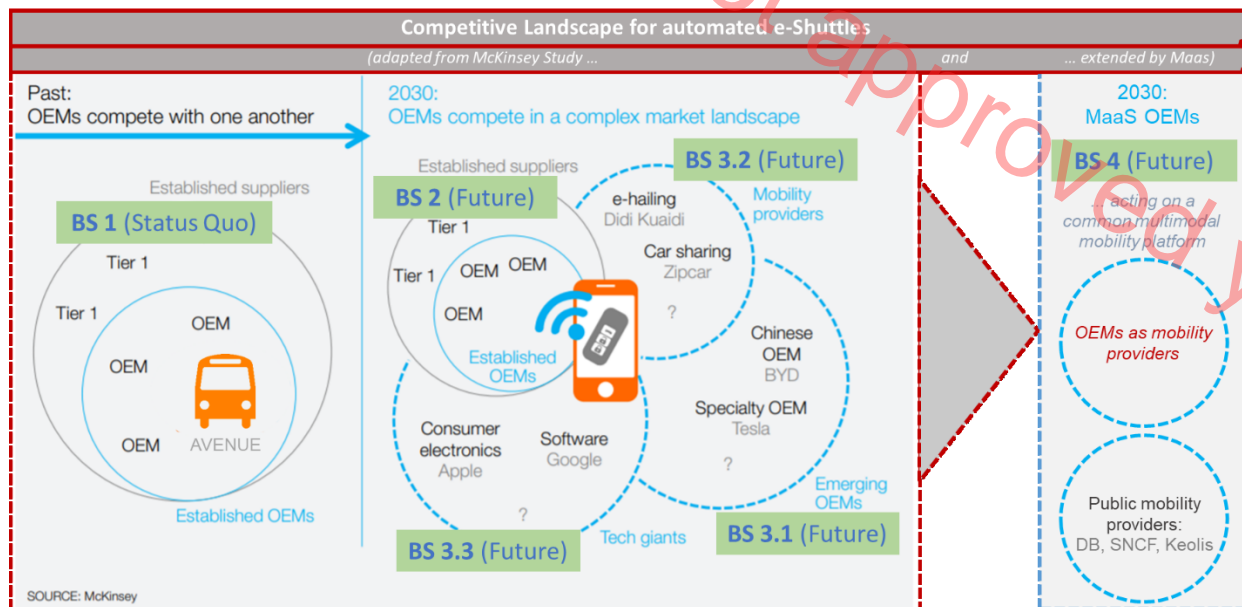 Competitive Landscape for automated e-Shuttles
(adapted from McKinsey Study ...
and
... extended by Maas)
Past:
OEMs compete with one another
Established suppliers
BS 1 (Status Quo)
Tier 1
Tier 1
OEM
OEM
OEM
AVENUE
Established OEMs
SOURCE: McKinsey
2030:
OEMs compete in a complex market landscape
Established suppliers
BS 2 (Future)
Tier 1
Tier 1
OEM
OEM
OEM
Established
OEMs
BS 3.2 (Future)
Mobility
providers
e-hailing
Didi Kuaidi
Car sharing
Zipcar
?
Chinese
OEM
BYD
Specialty OEM
Tesla
?
Emerging
OEMs
BS 3.1 (Future)
Consumer
electronics
Apple
Software
Google
?
Tech giants
BS 3.3 (Future)
2030:
MaaS OEMs
BS 4 (Future)
... acting on a
common multimodal
mobility platform
OEMs as mobility
providers
Public mobility
providers:
DB, SNCF, Keolis
approved y